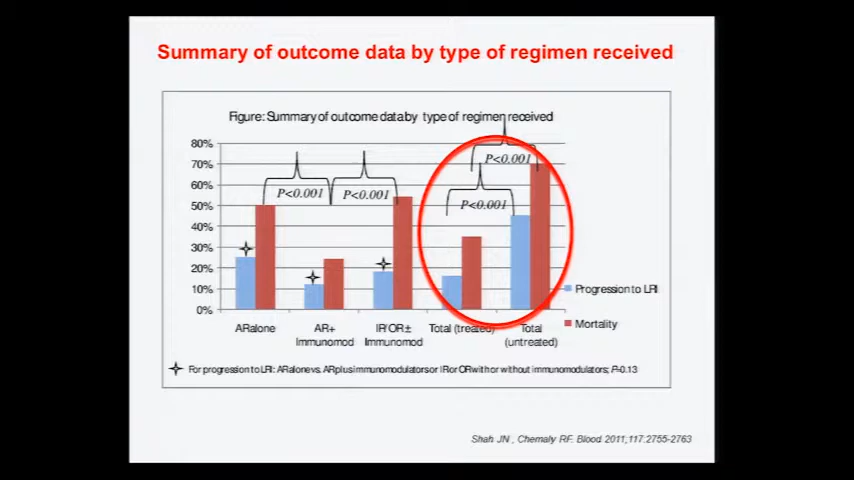 Summary of outcome data by type of regimen received
Figure: Summary of outcome data by type of regimen received
80%
70%
60%
50%
40%
30%
20%
10%
0%
P<0.001
P<0.001
P<0.001
P<0.001
AR alone
AR+
Immunomod
IR/OR±
Immunomod
Total (treated)
Total
(untreated)
Progression to LRI
Mortality
For progression to LRI: AR alone vs. AR plus immunomodulators or IR or OR with or without immunomodulators; P=0.13
Shah JN , Chemaly RF. Blood 2011;117:2755-2763